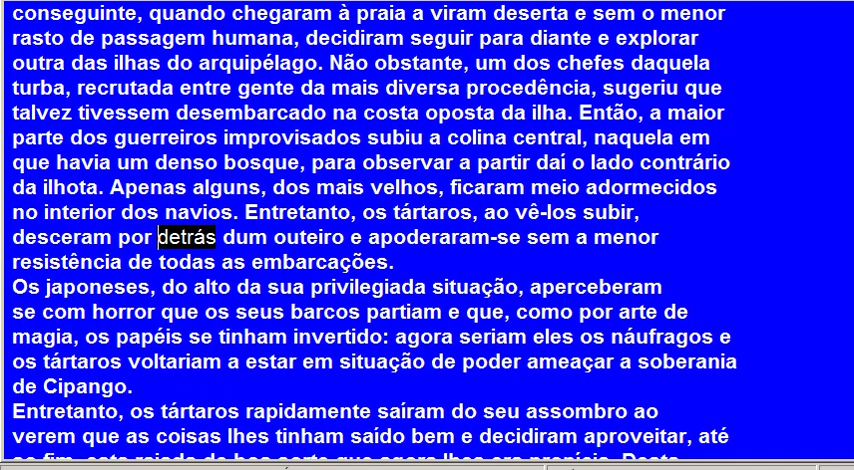 conseguinte, quando chegaram à praia a viram deserta e sem o menor
rasto de passagem humana, decidiram seguir para diante e explorar
outra das ilhas do arquipélago. Não obstante, um dos chefes daquela
turba, recrutada entre gente da mais diversa procedência, sugeriu que
talvez tivessem desembarcado na costa oposta da ilha. Então, a maior
parte dos guerreiros improvisados subiu a colina central, naquela em
que havia um denso bosque, para observar a partir daí o lado contrário
da ilhota. Apenas alguns, dos mais velhos, ficaram meio adormecidos
no interior dos navios. Entretanto, os tártaros, ao vê-los subir,
desceram por detrás dum outeiro e apoderaram-se sem a menor
resistência de todas as embarcações.
Os japoneses, do alto da sua privilegiada situação, aperceberam
se com horror que os seus barcos partiam e que, como por arte de
magia, os papéis se tinham invertido: agora seriam eles os náufragos e
os tártaros voltariam a estar em situação de poder ameaçar a soberania
de Cipango.
Entretanto, os tártaros rapidamente saíram do seu assombro ao
verem que as coisas lhes tinham saído bem e decidiram aproveitar, até